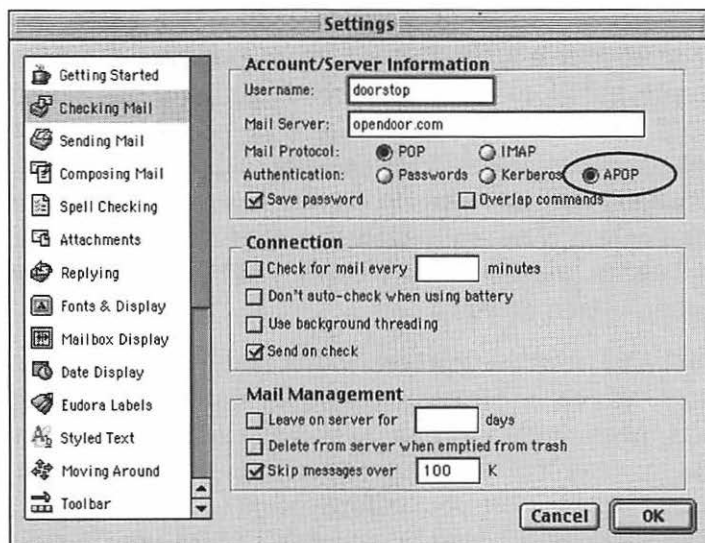 Settings
Getting Started
Checking Mail
Sending Mail
Composing Mail
Spell Checking
Attachments
Replying
Fonts & Display
Mailbox Display
Date Display
Eudora Labels
Styled Text
Moving Around
Toolbar
Account/Server Information
Username: doorstop
Mail Server: opendoor.com
Mail Protocol: POP IMAP
Authentication: Passwords Kerberos APOP
Save password Overlap commands
Connection
Check for mail every minutes
Don't auto-check when using battery
Use background threading
Send on check
Mail Management
Leave on server for days
Delete from server when emptied from trash
Skip messages over 100 K
Cancel OK